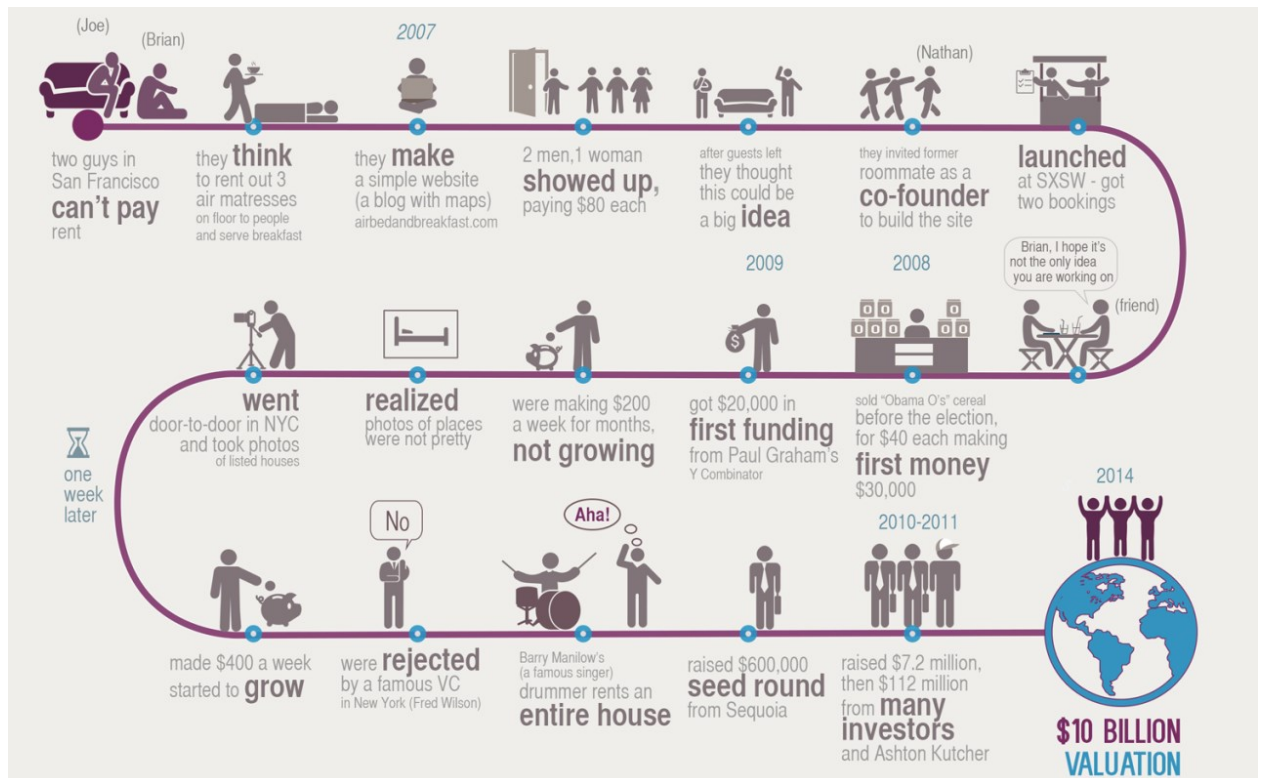 (Joe)
(Brian)
two guys in
San Francisco
can't pay
rent
they think
to rent out 3
air matresses
on floor to people
and serve breakfast
2007
they make
a simple website
(a blog with maps)
airbedandbreakfast.com
2 men,1 woman
showed up,
paying $80 each
after guests left
they thought
this could be
a big idea
(Nathan)
they invited former
roommate as a
co-founder
to build the site
launched
at SXSW - got
two bookings
Brian, I hope it's
not the only idea
you are working on
(friend)
2008
sold "Obama O's" cereal
before the election,
for $40 each making
first money
$30,000
2009
$
got $20,000 in
first funding
from Paul Graham's
Y Combinator
were making $200
a week for months,
not growing
realized
photos of places
were not pretty
went
door-to-door in NYC
and took photos
of listed houses
one
week
later
made $400 a week
started to grow
No
were rejected
by a famous VC
in New York (Fred Wilson)
Aha!
Barry Manilow's
(a famous singer)
drummer rents an
entire house
raised $600,000
seed round
from Sequoia
2010-2011
raised $7.2 million,
then $112 million
from many
investors
and Ashton Kutcher
2014
$10 BILLION
VALUATION